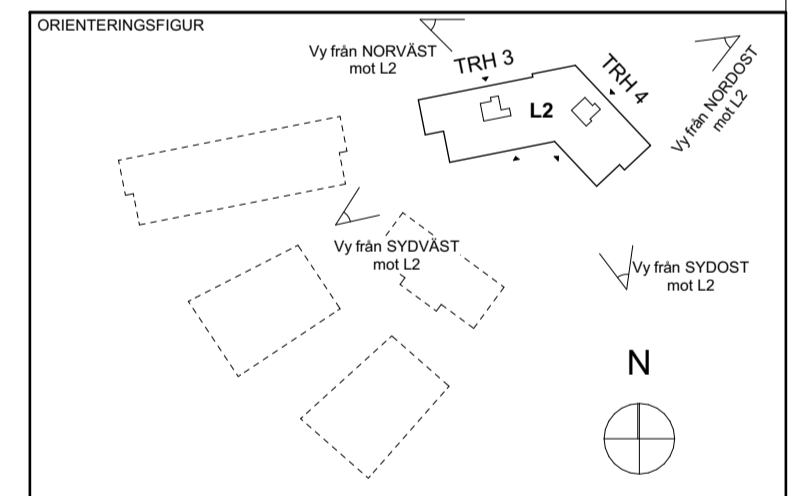 ORIENTERINGSFIGUR
Vy från NORVÄST
mot L2
TRH 3
TRH 4
L2
Vy från NORDOST
mot L2
Vy från SYDVÄST
mot L2
Vy från SYDOST
mot L2
N